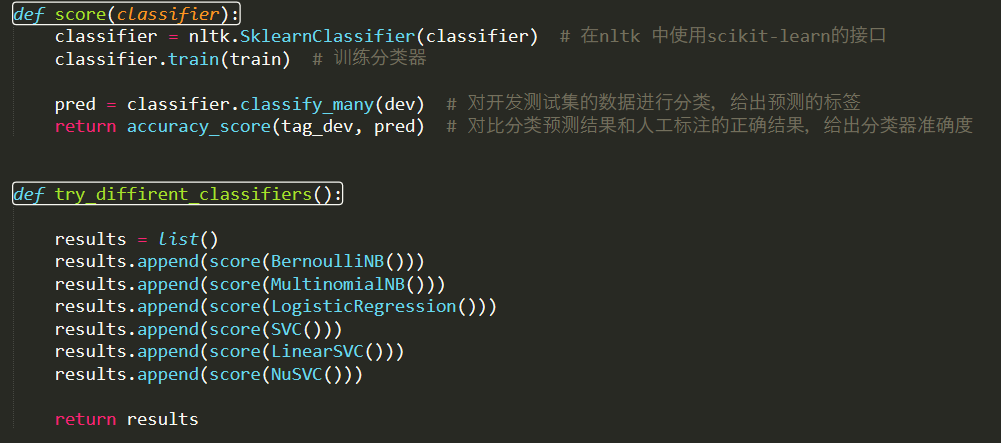 def score(classifier):
    classifier = nltk.SklearnClassifier(classifier)  # 在nltk 中使用scikit-learn的接口
    classifier.train(train)  # 训练分类器
    pred = classifier.classify_many(dev)  # 对开发测试集的数据进行分类，给出预测的标签
    return accuracy_score(tag_dev, pred)  # 对比分类预测结果和人工标注的正确结果，给出分类器准确度
def try_diffirent_classifiers():
    results = list()
    results.append(score(BernoulliNB()))
    results.append(score(MultinomialNB()))
    results.append(score(LogisticRegression()))
    results.append(score(SVC()))
    results.append(score(LinearSVC()))
    results.append(score(NuSVC()))
    return results